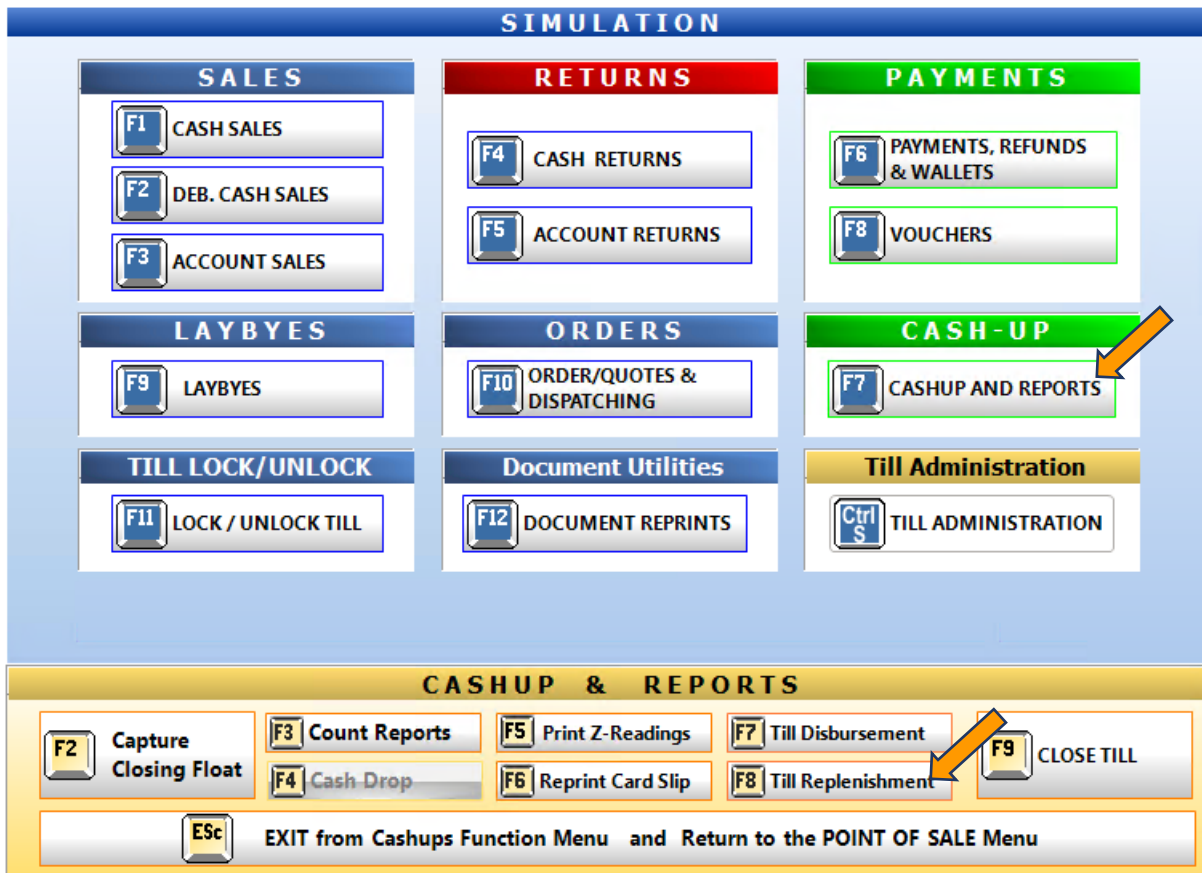 SIMULATION
SALES
F1 CASH SALES
F2 DEB. CASH SALES
F3 ACCOUNT SALES
RETURNS
F4 CASH RETURNS
F5 ACCOUNT RETURNS
PAYMENTS
F6 PAYMENTS, REFUNDS
& WALLETS
F8 VOUCHERS
LAYBYES
F9 LAYBYES
ORDERS
F10 ORDER/QUOTES &
DISPATCHING
CASH-UP
F7 CASHUP AND REPORTS
TILL LOCK/UNLOCK
F11 LOCK / UNLOCK TILL
Document Utilities
F12 DOCUMENT REPRINTS
Till Administration
Ctrl
S TILL ADMINISTRATION
CASHUP & REPORTS
F2 Capture
Closing Float
F3 Count Reports
F4 Cash Drop
F5 Print Z-Readings
F6 Reprint Card Slip
F7 Till Disbursement
F8 Till Replenishment
F9 CLOSE TILL
ESc EXIT from Cashups Function Menu and Return to the POINT OF SALE Menu